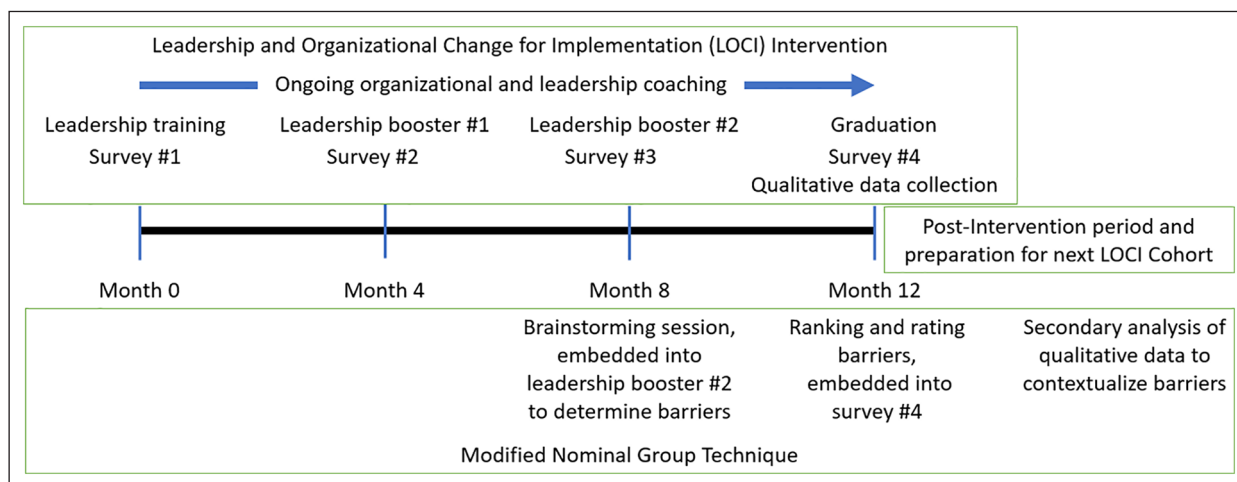 Leadership and Organizational Change for Implementation (LOCI) Intervention
Ongoing organizational and leadership coaching
Leadership training
Survey #1
Leadership booster #1
Survey #2
Leadership booster #2
Survey #3
Graduation
Survey #4
Qualitative data collection
Post-Intervention period and
preparation for next LOCI Cohort
Month 0
Month 4
Month 8
Month 12
Brainstorming session,
embedded into
leadership booster #2
to determine barriers
Ranking and rating
barriers,
embedded into
survey #4
Secondary analysis of
qualitative data to
contextualize barriers
Modified Nominal Group Technique